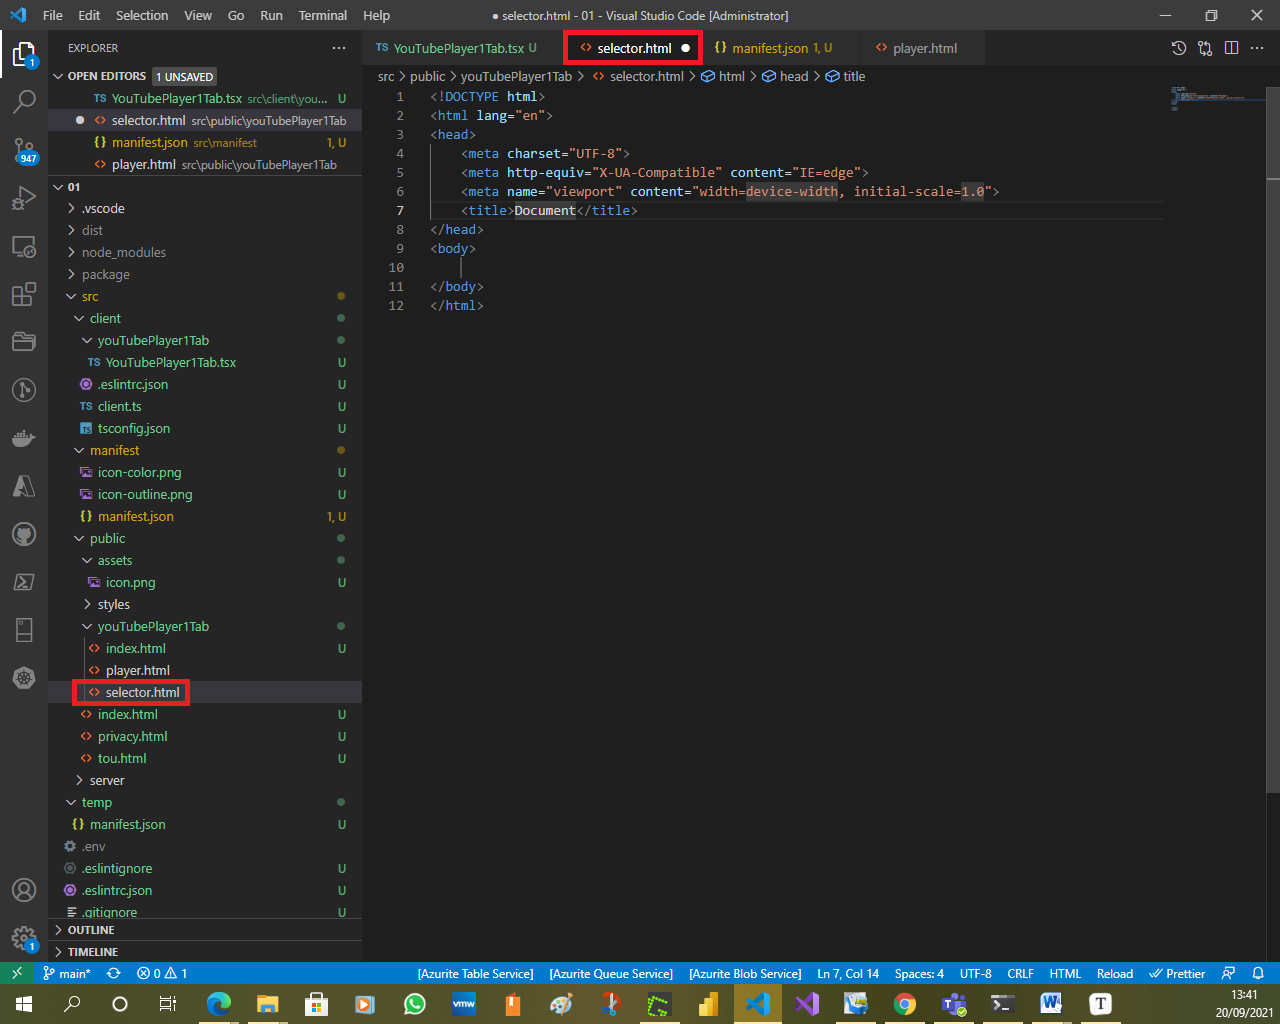 File Edit Selection View Go Run Terminal Help ● selector.html - 01 - Visual Studio Code [Administrator]
EXPLORER ...
TS YouTubePlayer1Tab.tsx U <> selector.html ● {} manifest.json 1, U <> player.html
OPEN EDITORS 1 UNSAVED
src > public > youTubePlayer1Tab > <> selector.html > html > head > title
TS YouTubePlayer1Tab.tsx src\client\you... U
● <> selector.html src\public\youTubePlayer1Tab
{} manifest.json src\manifest 1, U
<> player.html src\public\youTubePlayer1Tab
01
.vscode
dist
node_modules
package
src
client
youTubePlayer1Tab
TS YouTubePlayer1Tab.tsx U
.eslintrc.json U
TS client.ts U
TS tsconfig.json U
manifest
icon-color.png U
icon-outline.png U
{} manifest.json 1, U
public
assets
icon.png U
styles
youTubePlayer1Tab
<> index.html U
<> player.html
<> selector.html
<> index.html U
<> privacy.html U
<> tou.html U
server
temp
{} manifest.json U
.env
.eslintignore U
.eslintrc.json U
.gitignore U
OUTLINE
TIMELINE
1
947
1
1 <!DOCTYPE html>
2 <html lang="en">
3 <head>
4 <meta charset="UTF-8">
5 <meta http-equiv="X-UA-Compatible" content="IE=edge">
6 <meta name="viewport" content="width=device-width, initial-scale=1.0">
7 <title>Document</title>
8 </head>
9 <body>
10
11 </body>
12 </html>
main* 0 1 [Azurite Table Service] [Azurite Queue Service] [Azurite Blob Service] Ln 7, Col 14 Spaces: 4 UTF-8 CRLF HTML Reload Prettier
vmw W T
13:41
20/09/2021